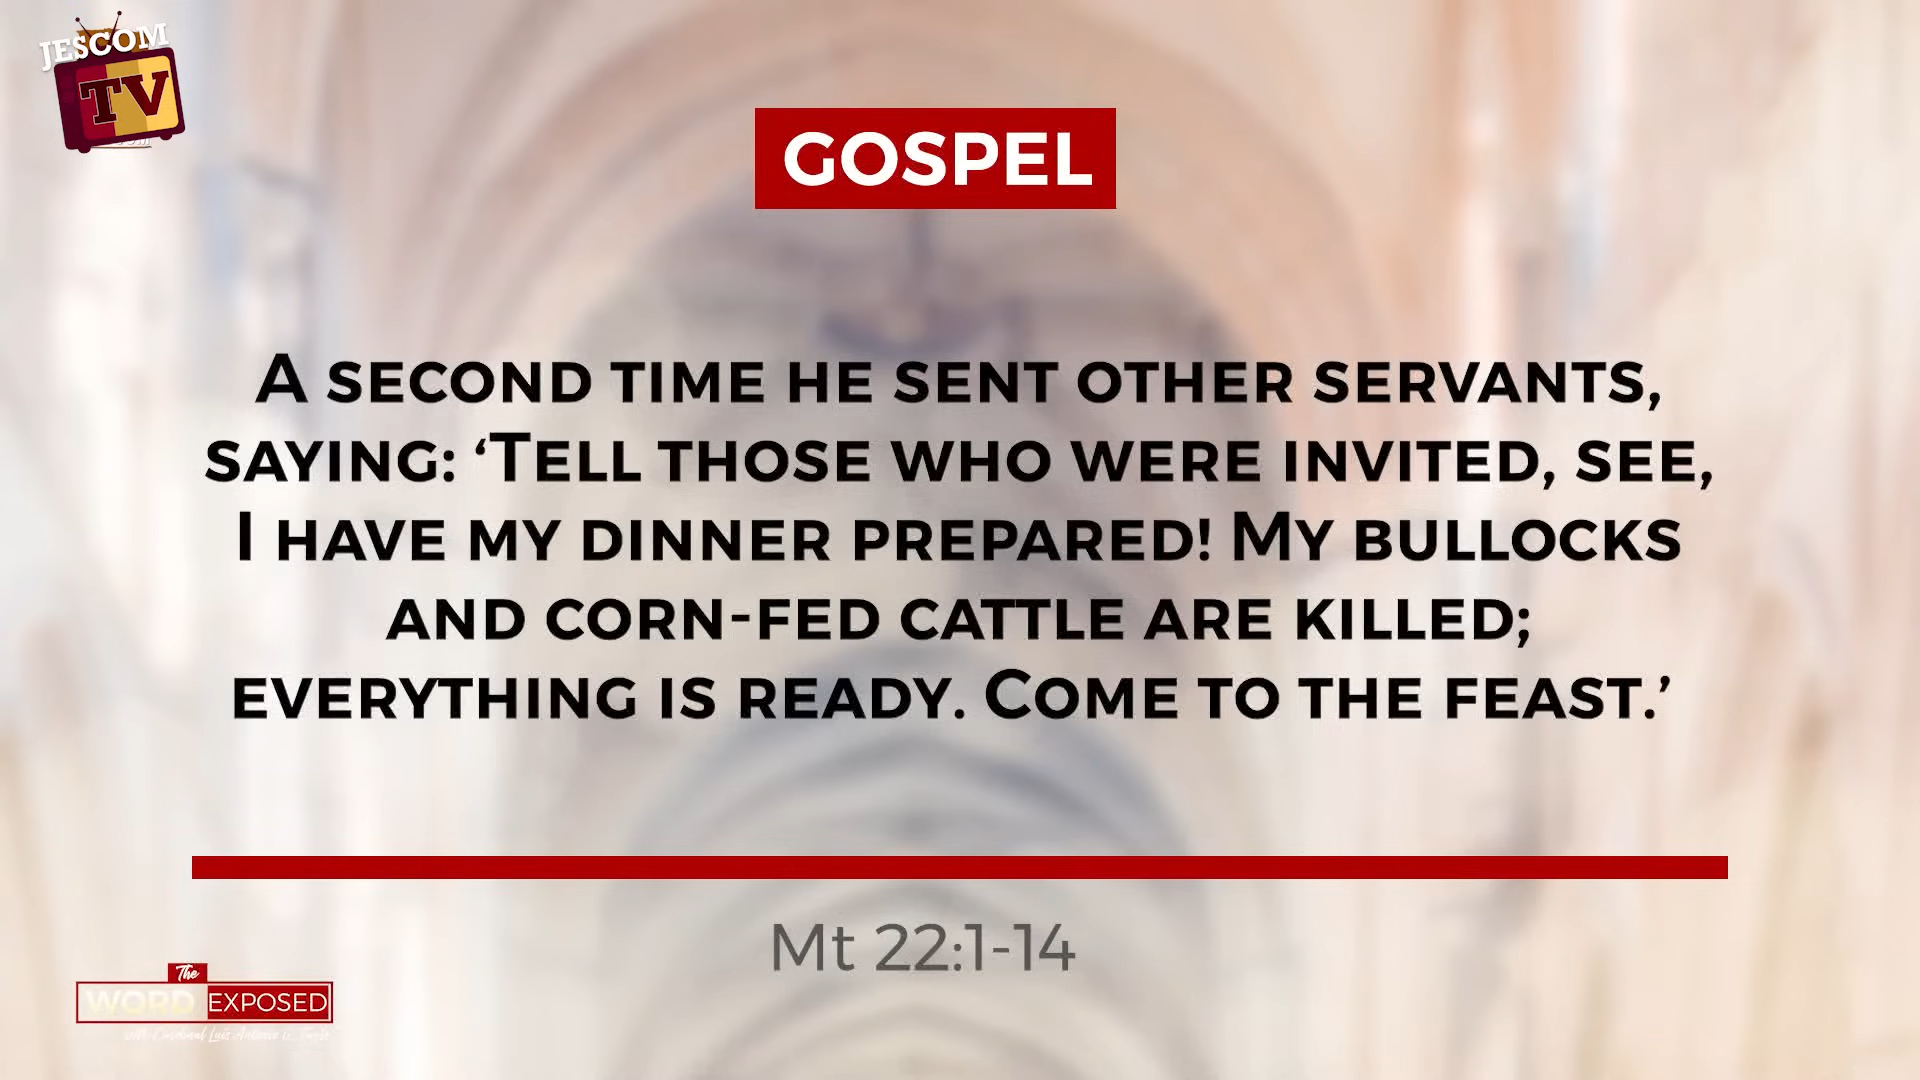 JESCOM
TV
GOSPEL
A SECOND TIME HE SENT OTHER SERVANTS,
SAYING: ‘TELL THOSE WHO WERE INVITED, SEE,
I HAVE MY DINNER PREPARED! MY BULLOCKS
AND CORN-FED CATTLE ARE KILLED;
EVERYTHING IS READY. COME TO THE FEAST.’
Mt 22:1-14
The
WORD EXPOSED